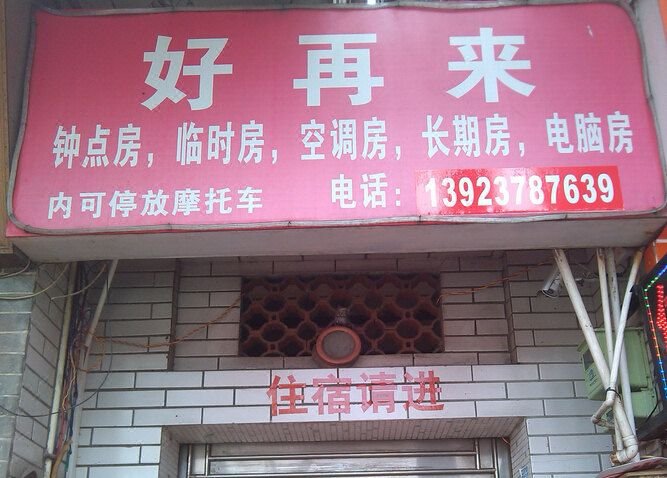 好再来
钟点房，临时房，空调房，长期房，电脑房
内可停放摩托车 电话：13923787639
住宿请进